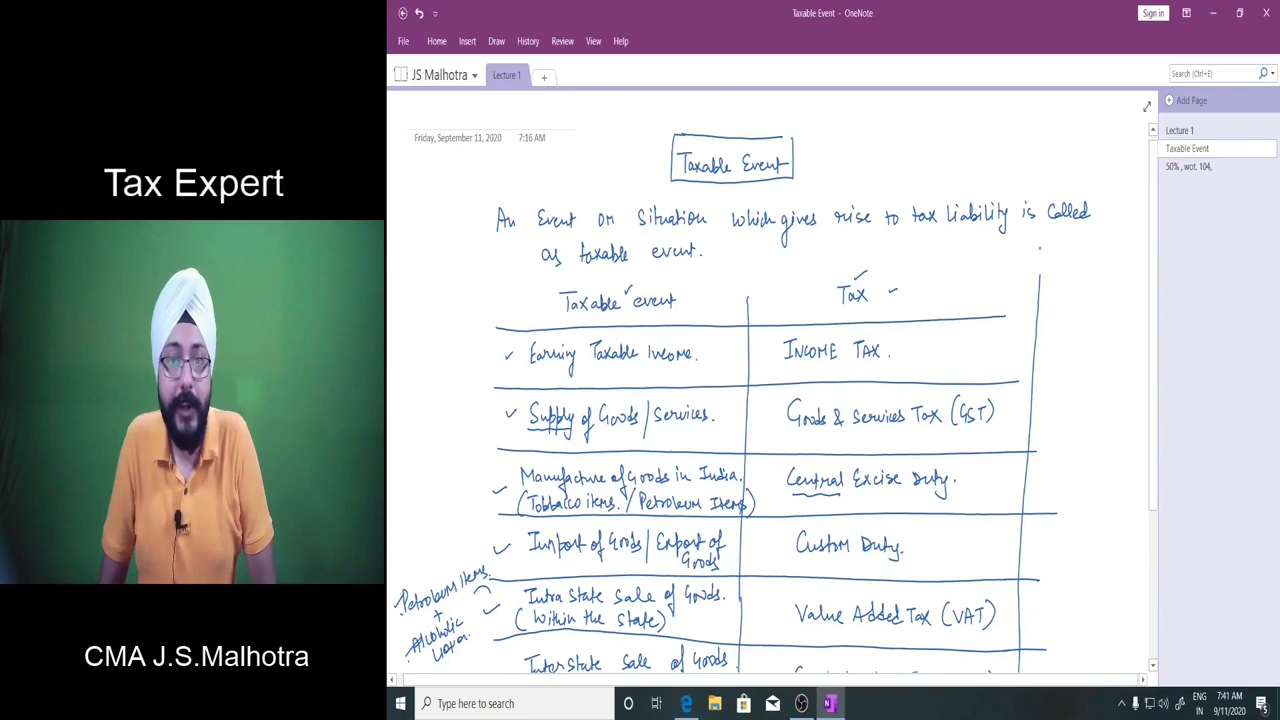 Tax Expert
CMA J.S.Malhotra
Taxable Event - OneNote
Sign in
File Home Insert Draw History Review View Help
JS Malhotra
Lecture 1
+
Search (Ctrl+E)
Add Page
Lecture 1
Taxable Event
50% , wot. 104,
Friday, September 11, 2020 7:16 AM
Taxable Event
An Event or Situation which gives rise to tax liability is called
as taxable event.
Taxable event Tax
Earning Taxable Income. INCOME TAX.
Supply of Goods/Services. Goods & Services Tax (GST)
Manufacture of Goods in India. Central Excise Duty.
(Tobbacco items./Petroleum Items)
Import of Goods/Export of Custom Duty.
Goods
Petroleum items.
+
Alcoholic
Intra State Sale of Goods.
(Within the state) Value Added Tax (VAT)
Inter state sale of Goods.
Type here to search
ENG
IN
7:41 AM
9/11/2020
5